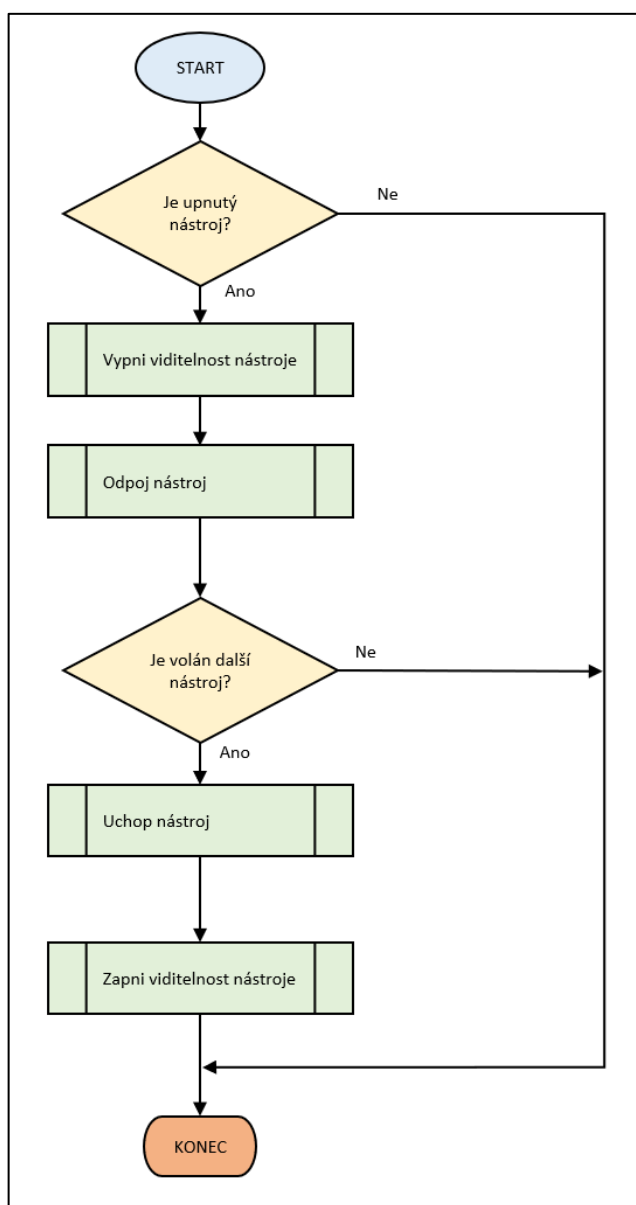 START
Je upnutý
nástroj?
Ne
Ano
Vypni viditelnost nástroje
Odpoj nástroj
Je volán další
nástroj?
Ne
Ano
Uchop nástroj
Zapni viditelnost nástroje
KONEC